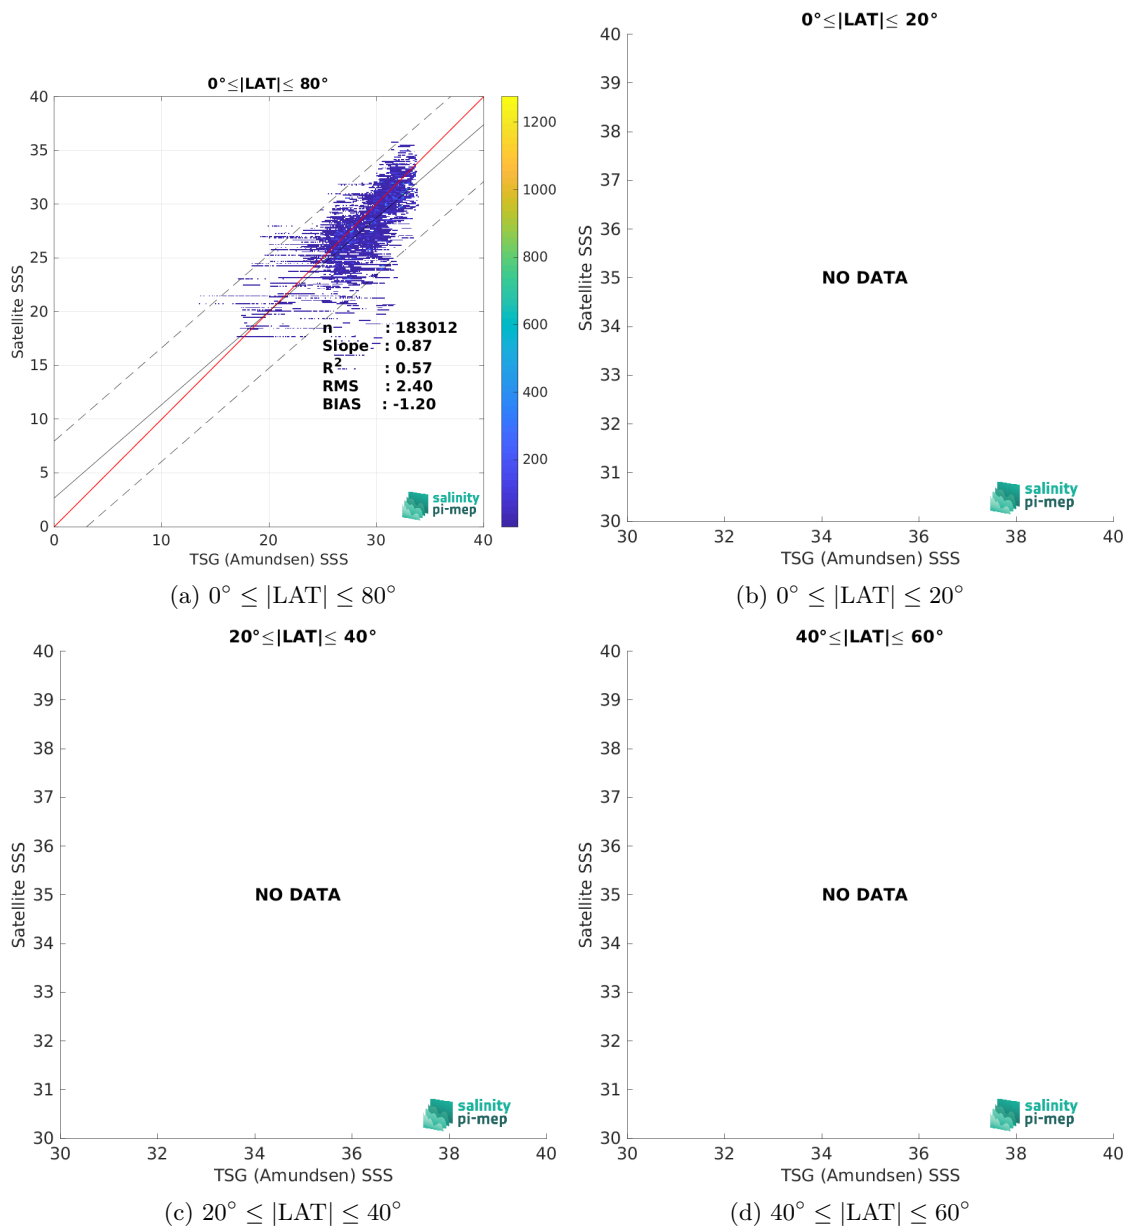 0°≤|LAT|≤ 80°
40
35
30
25
20
15
10
5
0
Satellite SSS
0
10
20
30
40
TSG (Amundsen) SSS
1200
1000
800
600
400
200
n : 183012
Slope : 0.87
R² : 0.57
RMS : 2.40
BIAS : -1.20
salinity
pi-mep
(a) 0° ≤ |LAT| ≤ 80°
0°≤|LAT|≤ 20°
40
39
38
37
36
35
34
33
32
31
30
Satellite SSS
NO DATA
salinity
pi-mep
30
32
34
36
38
40
TSG (Amundsen) SSS
(b) 0° ≤ |LAT| ≤ 20°
20°≤|LAT|≤ 40°
40
39
38
37
36
35
34
33
32
31
30
Satellite SSS
NO DATA
salinity
pi-mep
30
32
34
36
38
40
TSG (Amundsen) SSS
(c) 20° ≤ |LAT| ≤ 40°
40°≤|LAT|≤ 60°
40
39
38
37
36
35
34
33
32
31
30
Satellite SSS
NO DATA
salinity
pi-mep
30
32
34
36
38
40
TSG (Amundsen) SSS
(d) 40° ≤ |LAT| ≤ 60°